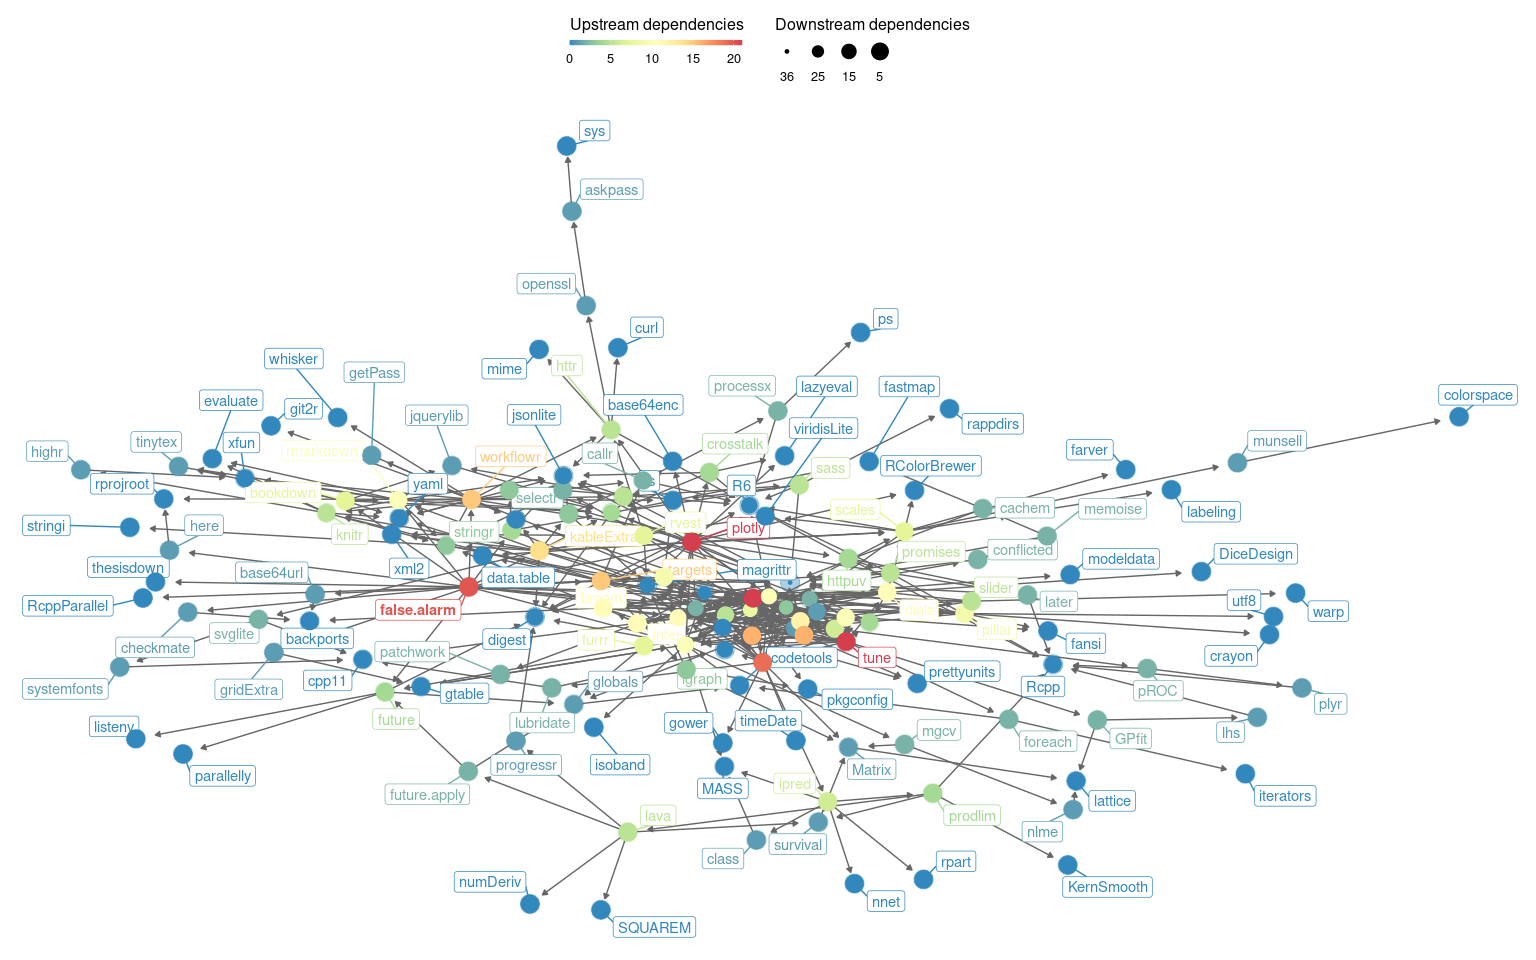 Upstream dependencies
Downstream dependencies
0 5 10 15 20
36 25 15 5
sys
askpass
openssl
curl
ps
mime
httr
whisker
getPass
processx
lazyeval
fastmap
colorspace
evaluate
git2r
jquerylib
jsonlite
base64enc
viridisLite
rappdirs
munsell
highr
tinytex
xfun
rmarkdown
workflowr
callr
crosstalk
sass
RColorBrewer
farver
rprojroot
bookdown
yaml
selectr
R6
scales
cachem
memoise
labeling
stringi
here
knitr
stringr
kableExtra
rvest
plotly
promises
conflicted
modeldata
DiceDesign
thesisdown
base64url
xml2
data.table
targets
magrittr
httpuv
slider
later
utf8
warp
RcppParallel
false.alarm
broom
dials
checkmate
svglite
backports
digest
furrr
infer
pillar
fansi
crayon
patchwork
codetools
tune
systemfonts
gridExtra
cpp11
gtable
globals
igraph
prettyunits
Rcpp
pROC
plyr
listenv
future
lubridate
gower
timeDate
pkgconfig
mgcv
foreach
GPfit
lhs
parallelly
future.apply
progressr
isoband
MASS
ipred
Matrix
lattice
iterators
lava
class
survival
prodlim
nlme
numDeriv
SQUAREM
nnet
rpart
KernSmooth